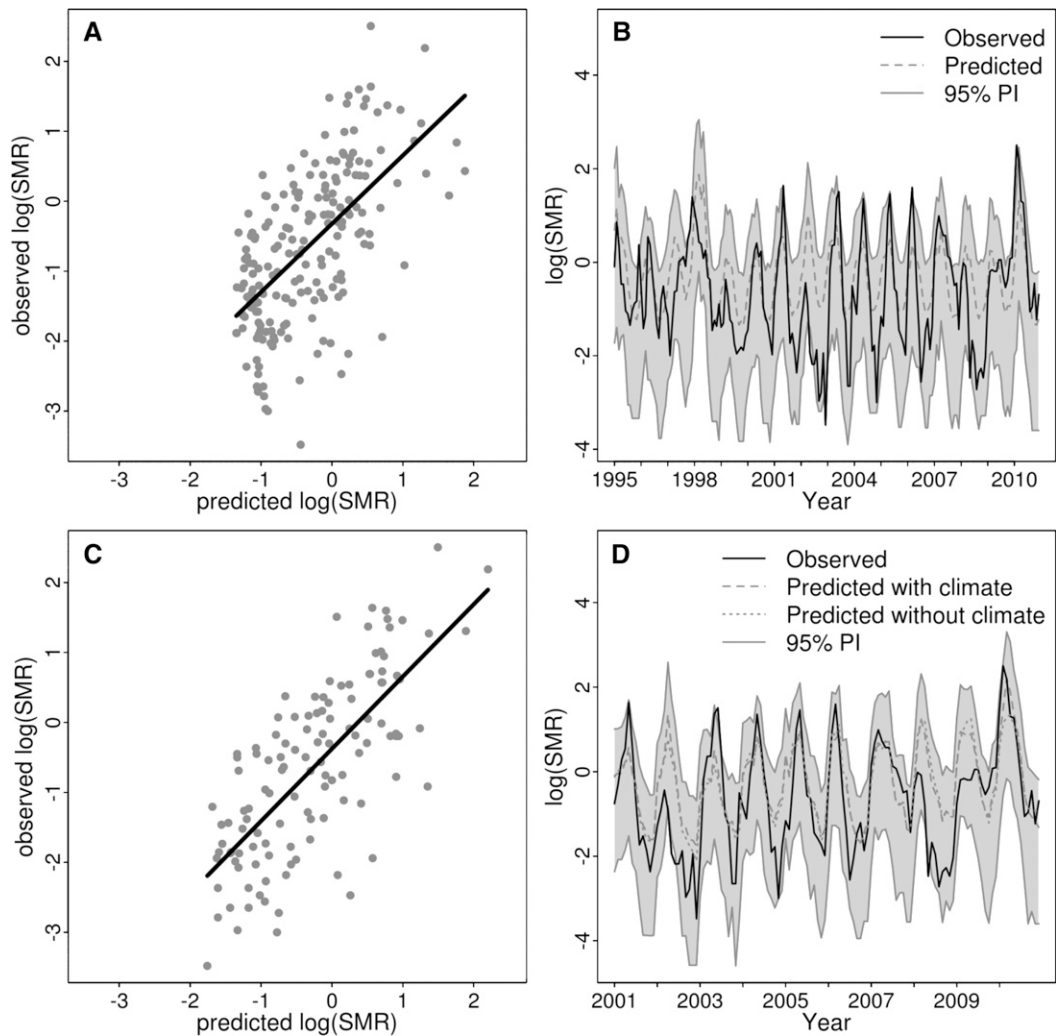 A
observed log(SMR)
2
1
0
-1
-2
-3
-3
-2
-1
0
1
2
predicted log(SMR)
B
Observed
Predicted
95% PI
log(SMR)
4
2
0
-2
-4
1995
1998
2001
2004
2007
2010
Year
C
observed log(SMR)
2
1
0
-1
-2
-3
-3
-2
-1
0
1
2
predicted log(SMR)
D
Observed
Predicted with climate
Predicted without climate
95% PI
log(SMR)
4
2
0
-2
-4
2001
2003
2005
2007
2009
Year